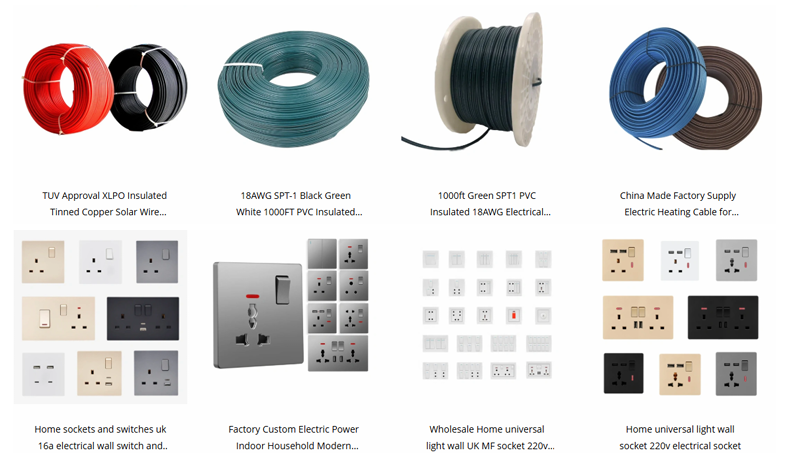 TUV Approval XLPO Insulated
Tinned Copper Solar Wire...
18AWG SPT-1 Black Green
White 1000FT PVC Insulated...
1000ft Green SPT1 PVC
Insulated 18AWG Electrical...
China Made Factory Supply
Electric Heating Cable for...
Home sockets and switches uk
16a electrical wall switch and..
Factory Custom Electric Power
Indoor Household Modern...
Wholesale Home universal
light wall UK MF socket 220v...
Home universal light wall
socket 220v electrical socket